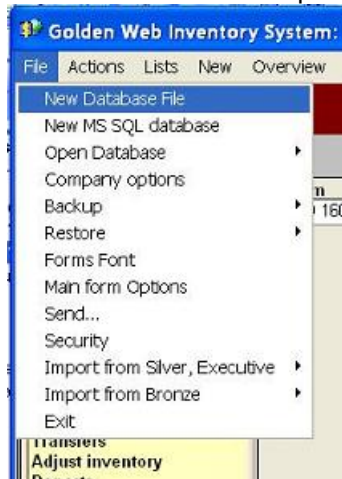 Golden Web Inventory System:
File Actions Lists New Overview
New Database File
New MS SQL database
Open Database
Company options
Backup
Restore
Forms Font
Main form Options
Send...
Security
Import from Silver, Executive
Import from Bronze
Exit
Transfers
Adjust inventory